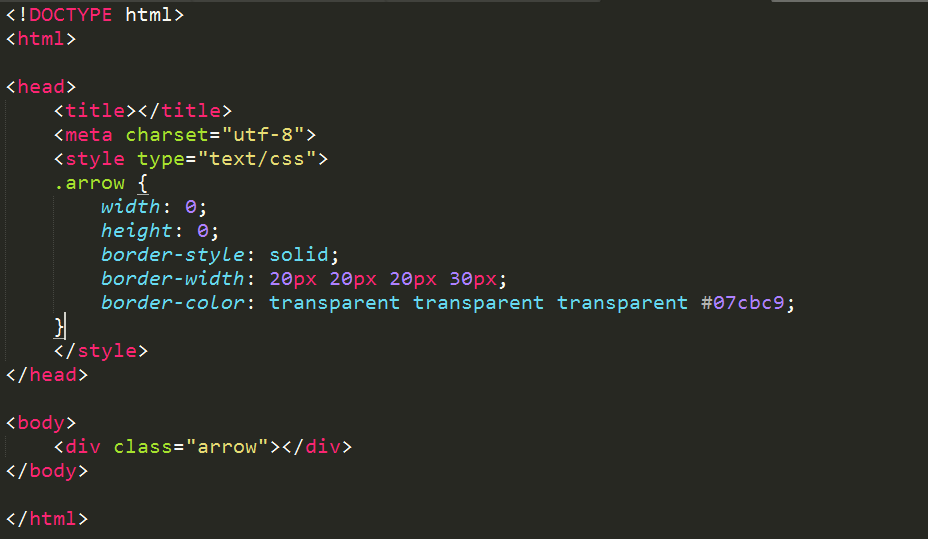 <!DOCTYPE html>
<html>
<head>
<title></title>
<meta charset="utf-8">
<style type="text/css">
.arrow {
width: 0;
height: 0;
border-style: solid;
border-width: 20px 20px 20px 30px;
border-color: transparent transparent transparent #07cbc9;
}
</style>
</head>
<body>
<div class="arrow"></div>
</body>
</html>